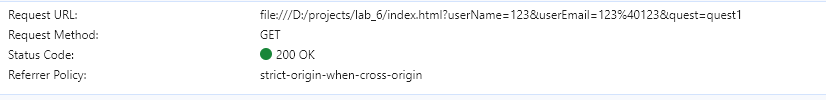 Request URL: file:///D:/projects/lab_6/index.html?userName=123&userEmail=123%40123&quest=quest1
Request Method: GET
Status Code: 200 OK
Referrer Policy: strict-origin-when-cross-origin